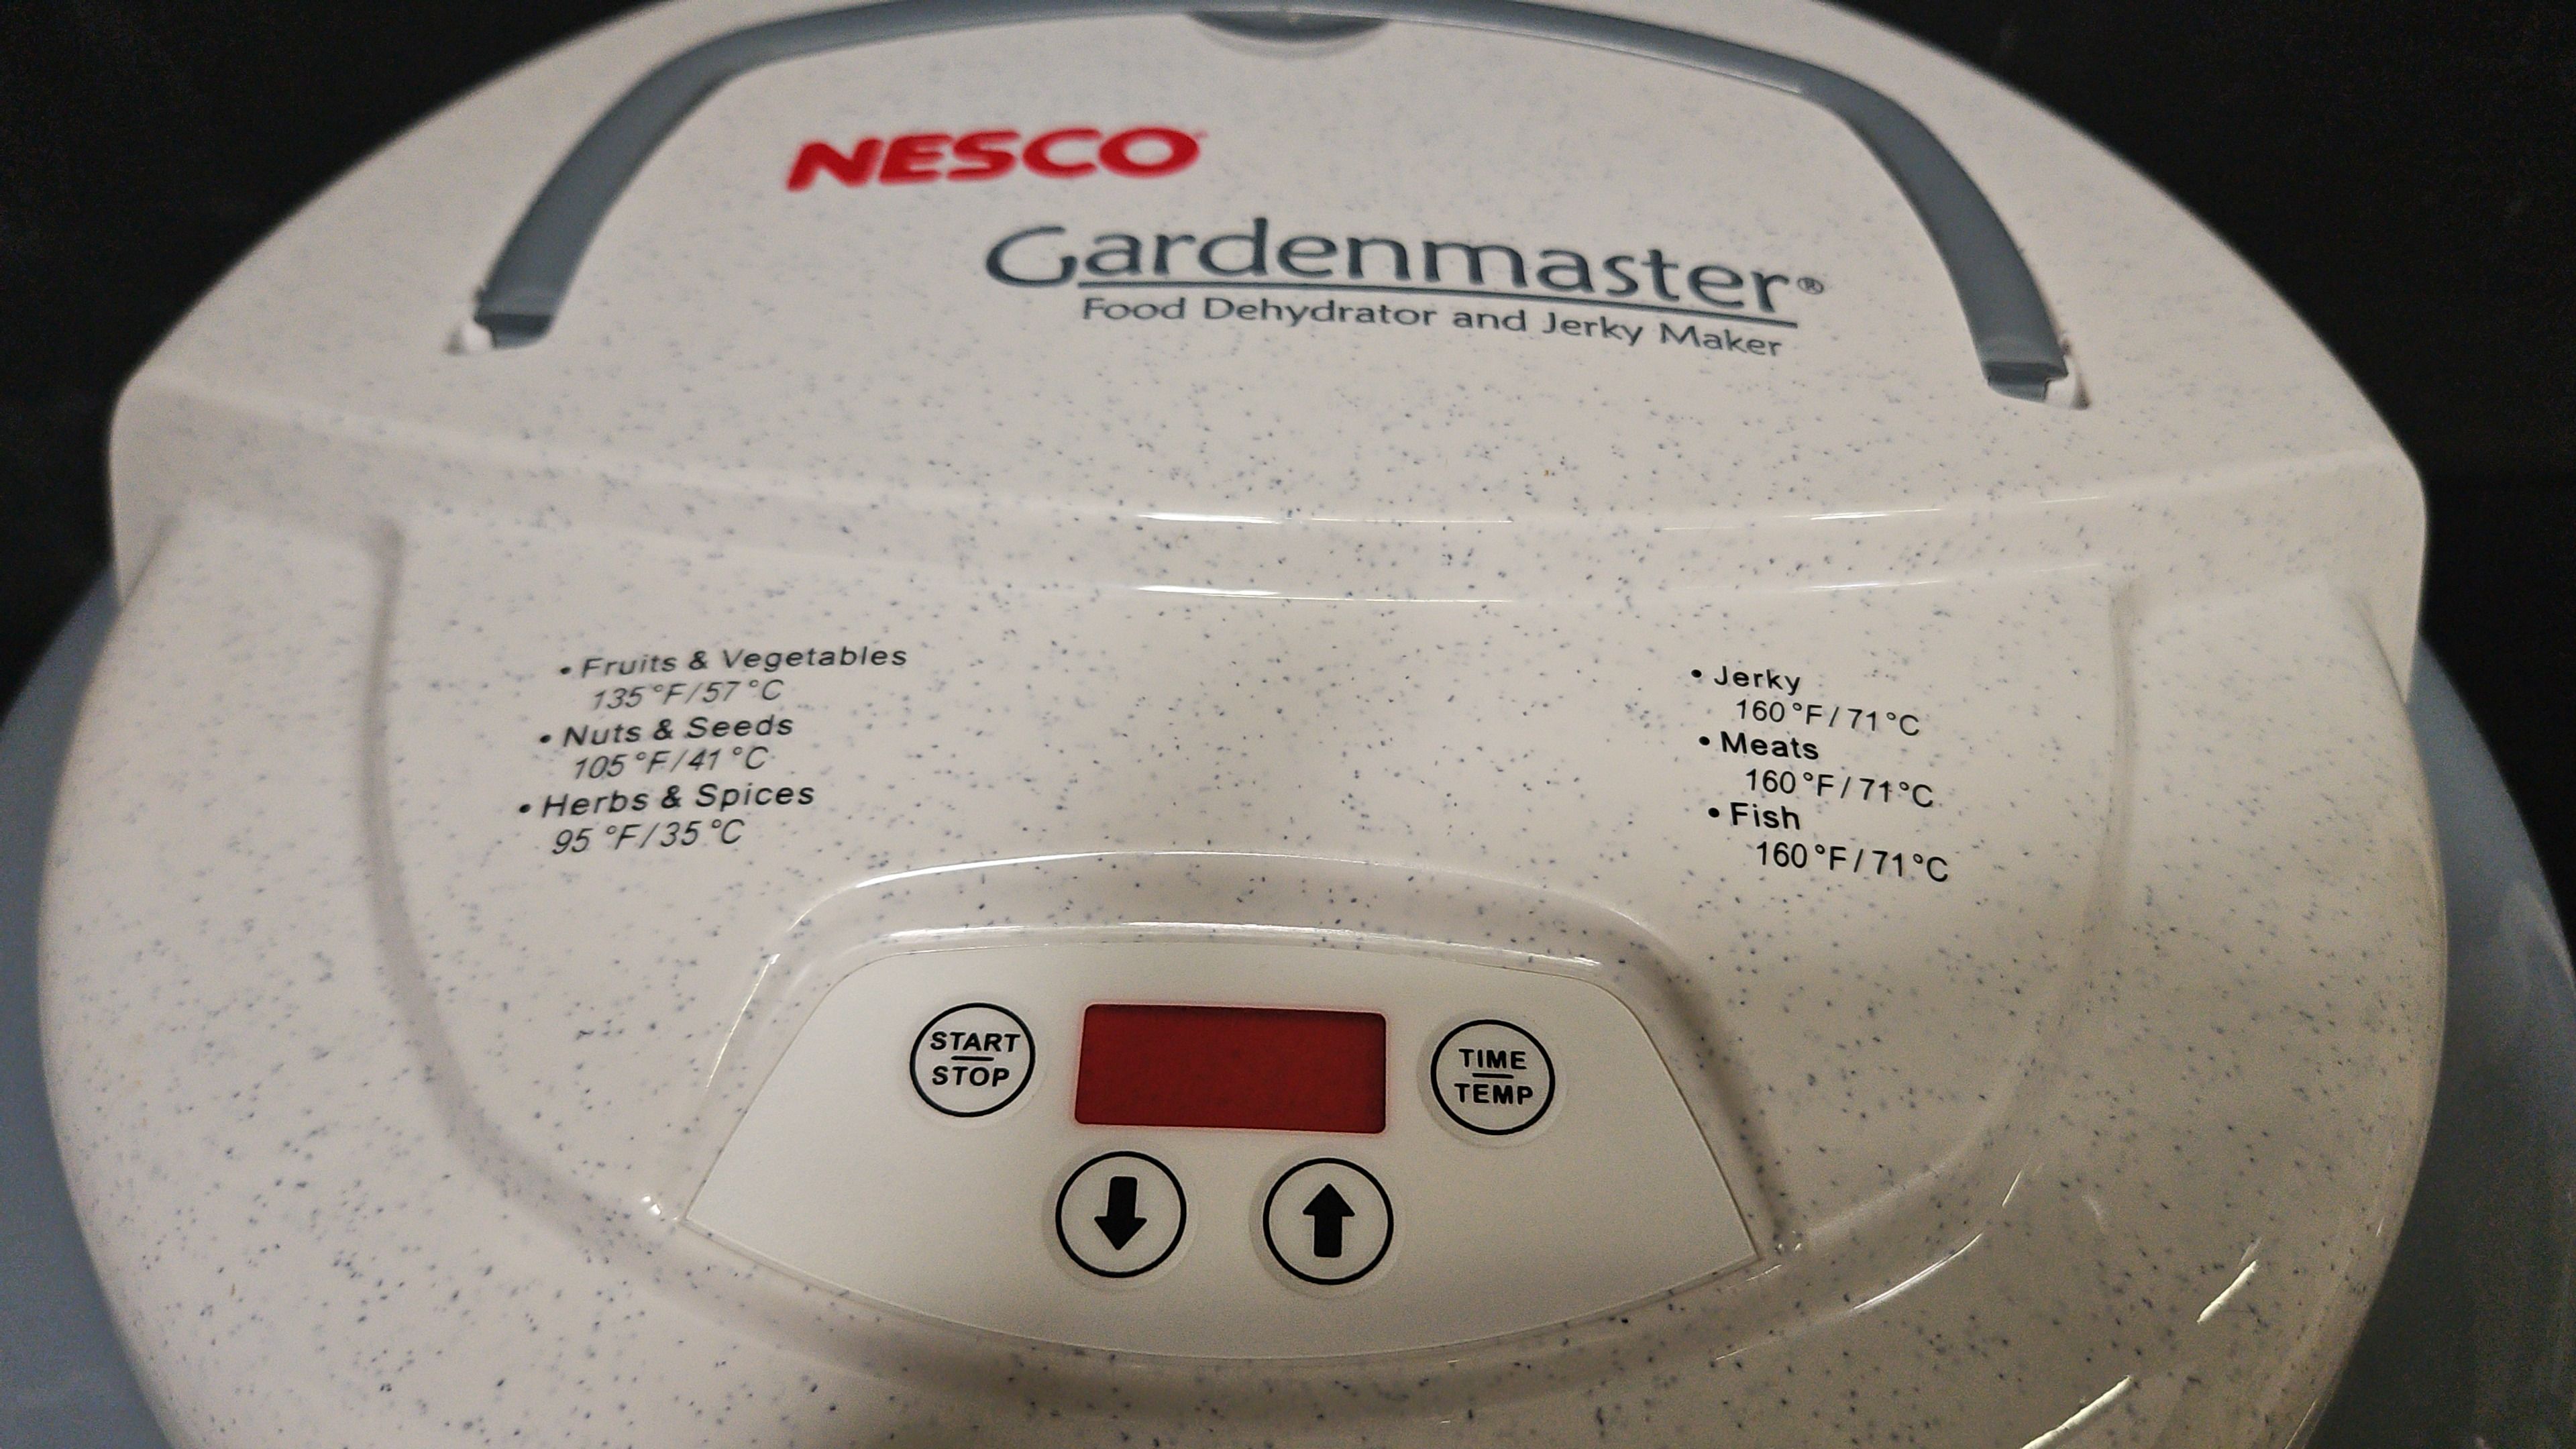 NESCO
Gardenmaster®
Food Dehydrator and Jerky Maker
• Fruits & Vegetables
135°F/57°C
• Nuts & Seeds
105°F/41°C
• Herbs & Spices
95°F/35°C
• Jerky
160°F/71°C
• Meats
160°F/71°C
• Fish
160°F/71°C
START
STOP
TIME
TEMP